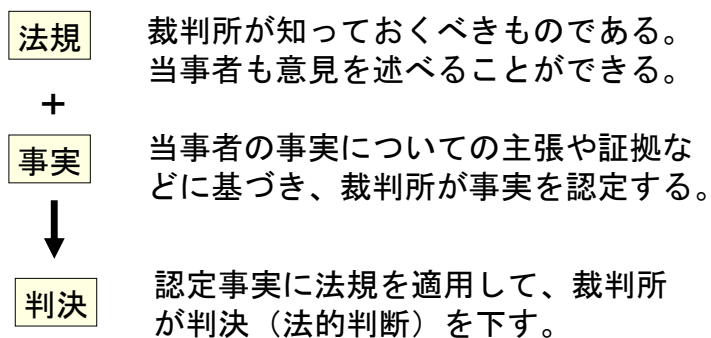 法規
裁判所が知っておくべきものである。
当事者も意見を述べることができる。
+
事実
当事者の事実についての主張や証拠な
どに基づき、裁判所が事実を認定する。
判決
認定事実に法規を適用して、裁判所
が判決（法的判断）を下す。